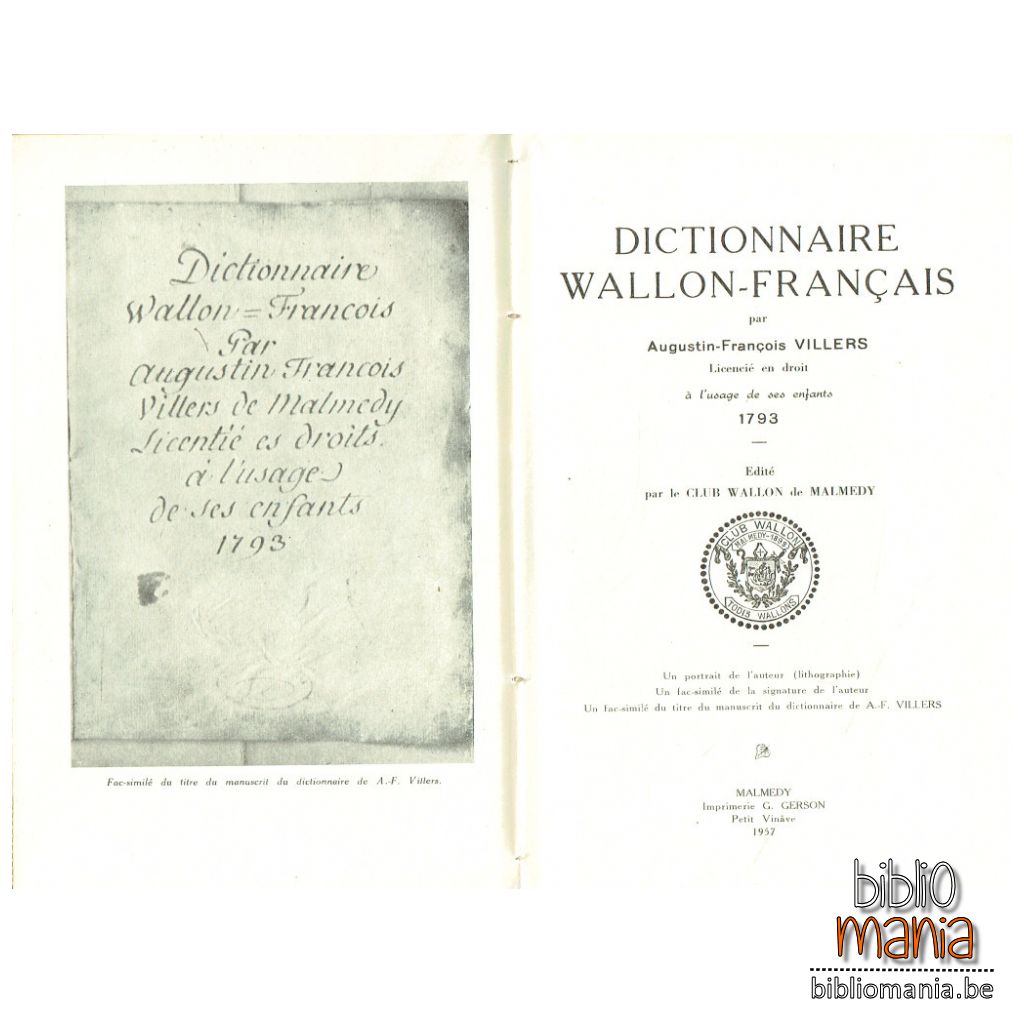 Dictionnaire
Wallon=Francois
Par
Augustin Francois
Villers de Malmedy
Licentié es droits.
à l'usage
de ses enfants
1793
Fac-similé du titre du manuscrit du dictionnaire de A.-F. Villers.
DICTIONNAIRE
WALLON-FRANÇAIS
par
Augustin-François VILLERS
Licencié en droit
à l'usage de ses enfants
1793
Edité
par le CLUB WALLON de MALMEDY
CLUB WALLON
MALMEDY-1898
TODIS WALLONS
Un portrait de l'auteur (lithographie)
Un fac-similé de la signature de l'auteur
Un fac-similé du titre du manuscrit du dictionnaire de A.-F. VILLERS
MALMEDY
Imprimerie G. GERSON
Petit Vinâve
1957
bibliO
mania
bibliomania.be